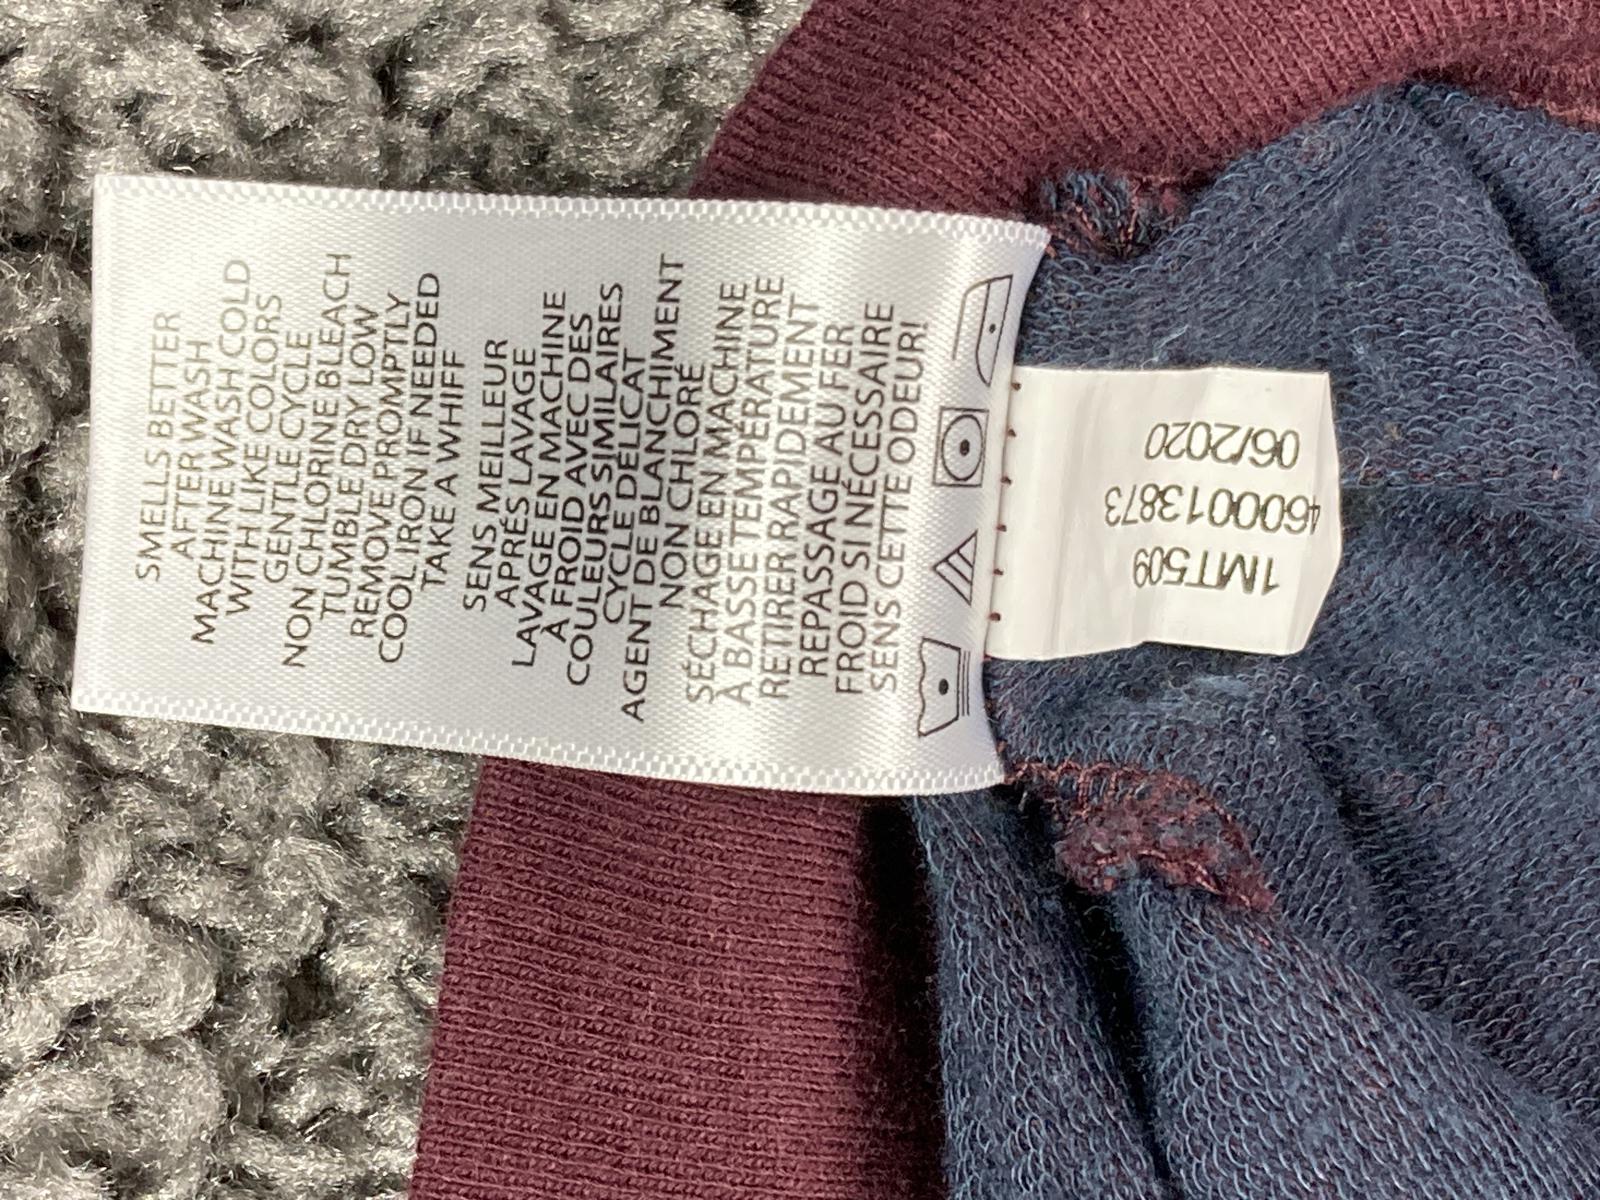 SMELLS BETTER
AFTER WASH
MACHINE WASH COLD
WITH LIKE COLORS
GENTLE CYCLE
NON CHLORINE BLEACH
TUMBLE DRY LOW
REMOVE PROMPTLY
COOL IRON IF NEEDED
TAKE A WHIFF
SENS MEILLEUR
APRÉS LAVAGE
LAVAGE EN MACHINE
À FROID AVEC DES
COULEURS SIMILAIRES
CYCLE DÉLICAT
AGENT DE BLANCHIMENT
NON CHLORÉ
SÉCHAGE EN MACHINE
À BASSE TEMPÉRATURE
RETIRER RAPIDEMENT
REPASSAGE AU FER
FROID SI NÉCESSAIRE
SENS CETTE ODEUR!
1MT509
4600013873
06/2020